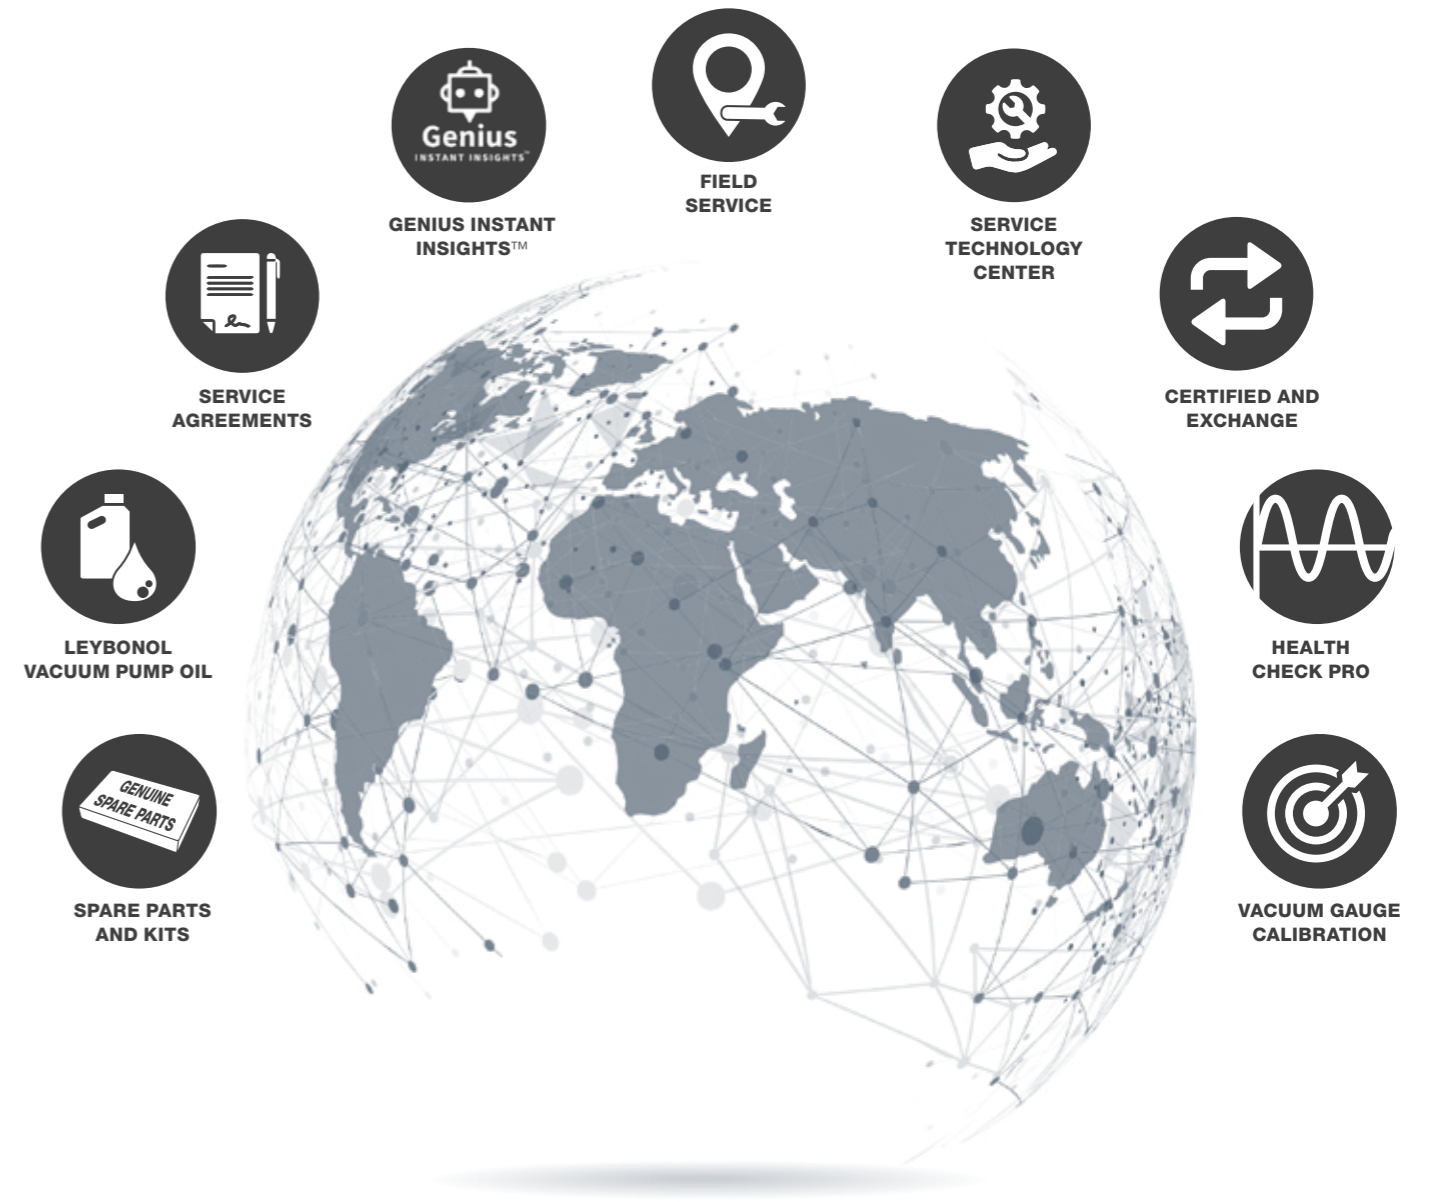 Genius
INSTANT INSIGHTS™
GENIUS INSTANT
INSIGHTS™
FIELD
SERVICE
SERVICE
TECHNOLOGY
CENTER
SERVICE
AGREEMENTS
CERTIFIED AND
EXCHANGE
LEYBONOL
VACUUM PUMP OIL
HEALTH
CHECK PRO
GENUINE
SPARE PARTS
SPARE PARTS
AND KITS
VACUUM GAUGE
CALIBRATION